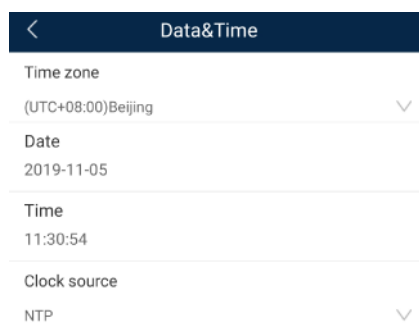 Data&Time
Time zone
(UTC+08:00)Beijing
Date
2019-11-05
Time
11:30:54
Clock source
NTP